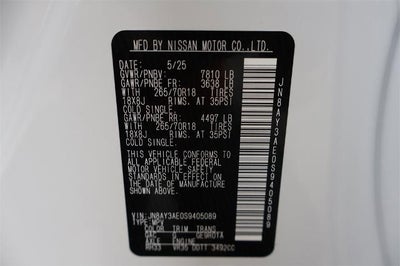 MFD BY NISSAN MOTOR CO.,LTD.
DATE: 5/25
GVWR/PNBV: 7810 LB
GAWR/PNBE FR: 3638 LB
WITH 265/70R18 TIRES
18X8J RIMS. AT 35PSI
COLD SINGLE.
GAWR/PNBE RR: 4497 LB
WITH 265/70R18 TIRES
18X8J RIMS. AT 35PSI
COLD SINGLE.
THIS VEHICLE CONFORMS
TO ALL APPLICABLE FEDERAL
MOTOR VEHICLE SAFETY
STANDARDS IN EFFECT ON
THE DATE OF MANUFACTURE
SHOWN ABOVE.
VIN: JN8AY3AE0S9405089
TYPE: MPV
COLOR TRIM TRANS
AXLE ENGINE
VR35 DDTT 3492CC
JN8AY3AE0S9405089